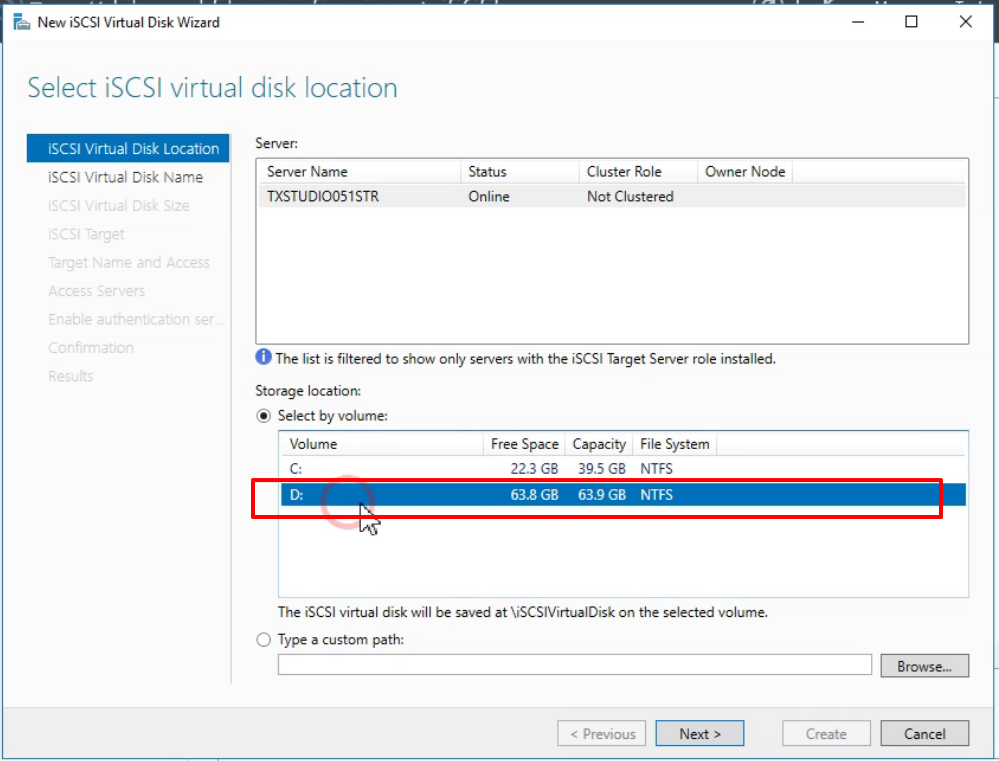 New iSCSI Virtual Disk Wizard
Select iSCSI virtual disk location
iSCSI Virtual Disk Location
iSCSI Virtual Disk Name
iSCSI Virtual Disk Size
iSCSI Target
Target Name and Access
Access Servers
Enable authentication ser...
Confirmation
Results
Server:
Server Name Status Cluster Role Owner Node
TXSTUDIO051STR Online Not Clustered
The list is filtered to show only servers with the iSCSI Target Server role installed.
Storage location:
Select by volume:
Volume Free Space Capacity File System
C: 22.3 GB 39.5 GB NTFS
D: 63.8 GB 63.9 GB NTFS
The iSCSI virtual disk will be saved at \iSCSIVirtualDisk on the selected volume.
Type a custom path:
Browse...
< Previous Next > Create Cancel